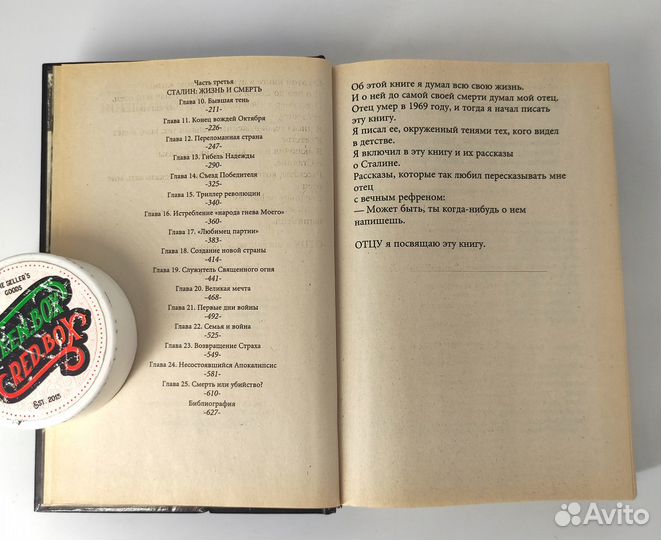 Часть третья
СТАЛИН: ЖИЗНЬ И СМЕРТЬ
Глава 10. Бывшая тень
-211-
Глава 11. Конец вождей Октября
-226-
Глава 12. Переломанная страна
-247-
Глава 13. Гибель Надежды
-290-
Глава 14. Съезд Победителя
-325-
Глава 15. Триллер революции
-340-
Глава 16. Истребление «народа гнева Моего»
-360-
Глава 17. «Любимец партии»
-383-
Глава 18. Создание новой страны
-414-
Глава 19. Служитель Священного огня
-441-
Глава 20. Великая мечта
-468-
Глава 21. Первые дни войны
-492-
Глава 22. Семья и война
-525-
Глава 23. Возвращение Страха
-549-
Глава 24. Несостоявшийся Апокалипсис
-581-
Глава 25. Смерть или убийство?
-610-
Библиография
-627-
Об этой книге я думал всю свою жизнь.
И о ней до самой своей смерти думал мой отец.
Отец умер в 1969 году, и тогда я начал писать
эту книгу.
Я писал ее, окруженный тенями тех, кого видел
в детстве.
Я включил в эту книгу и их рассказы
о Сталине.
Рассказы, которые так любил пересказывать мне
отец
с вечным рефреном:
— Может быть, ты когда-нибудь о нем
напишешь.
ОТЦУ я посвящаю эту книгу.
SELLER'S
GOODS
BOX
RED BOX
EST. 2015
Avito